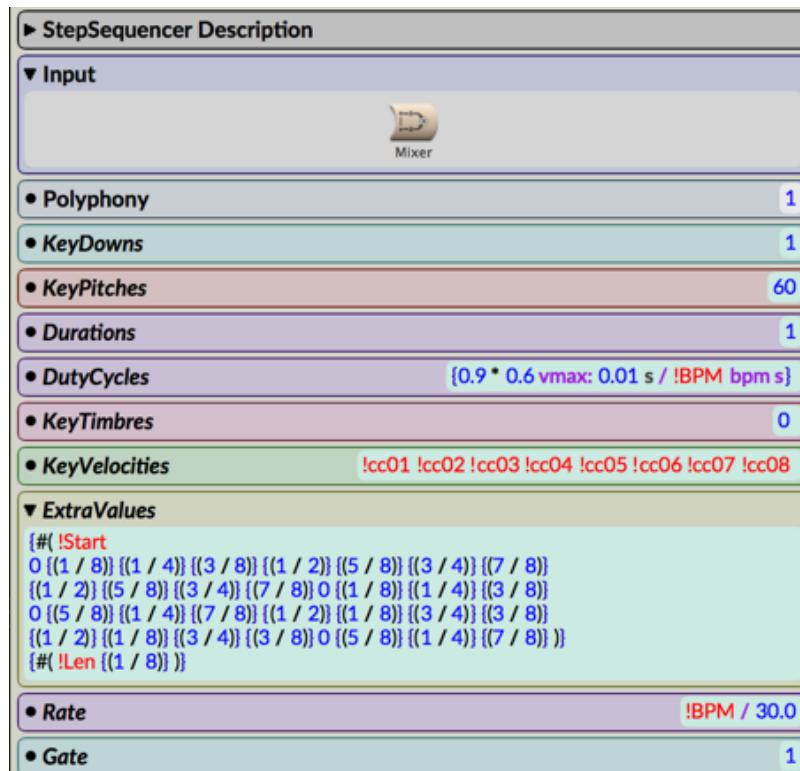 StepSequencer Description
Input
Mixer
Polyphony 1
KeyDowns 1
KeyPitches 60
Durations 1
DutyCycles {0.9 * 0.6 vmax: 0.01 s / !BPM bpm s}
KeyTimbres 0
KeyVelocities !cc01 !cc02 !cc03 !cc04 !cc05 !cc06 !cc07 !cc08
ExtraValues
{#( !Start
0 {(1 / 8)} {(1 / 4)} {(3 / 8)} {(1 / 2)} {(5 / 8)} {(3 / 4)} {(7 / 8)}
{(1 / 2)} {(5 / 8)} {(3 / 4)} {(7 / 8)} 0 {(1 / 8)} {(1 / 4)} {(3 / 8)}
0 {(5 / 8)} {(1 / 4)} {(7 / 8)} {(1 / 2)} {(1 / 8)} {(3 / 4)} {(3 / 8)}
{(1 / 2)} {(1 / 8)} {(3 / 4)} {(3 / 8)} 0 {(5 / 8)} {(1 / 4)} {(7 / 8)} )}
{#( !Len {(1 / 8)} )}
Rate !BPM / 30.0
Gate 1